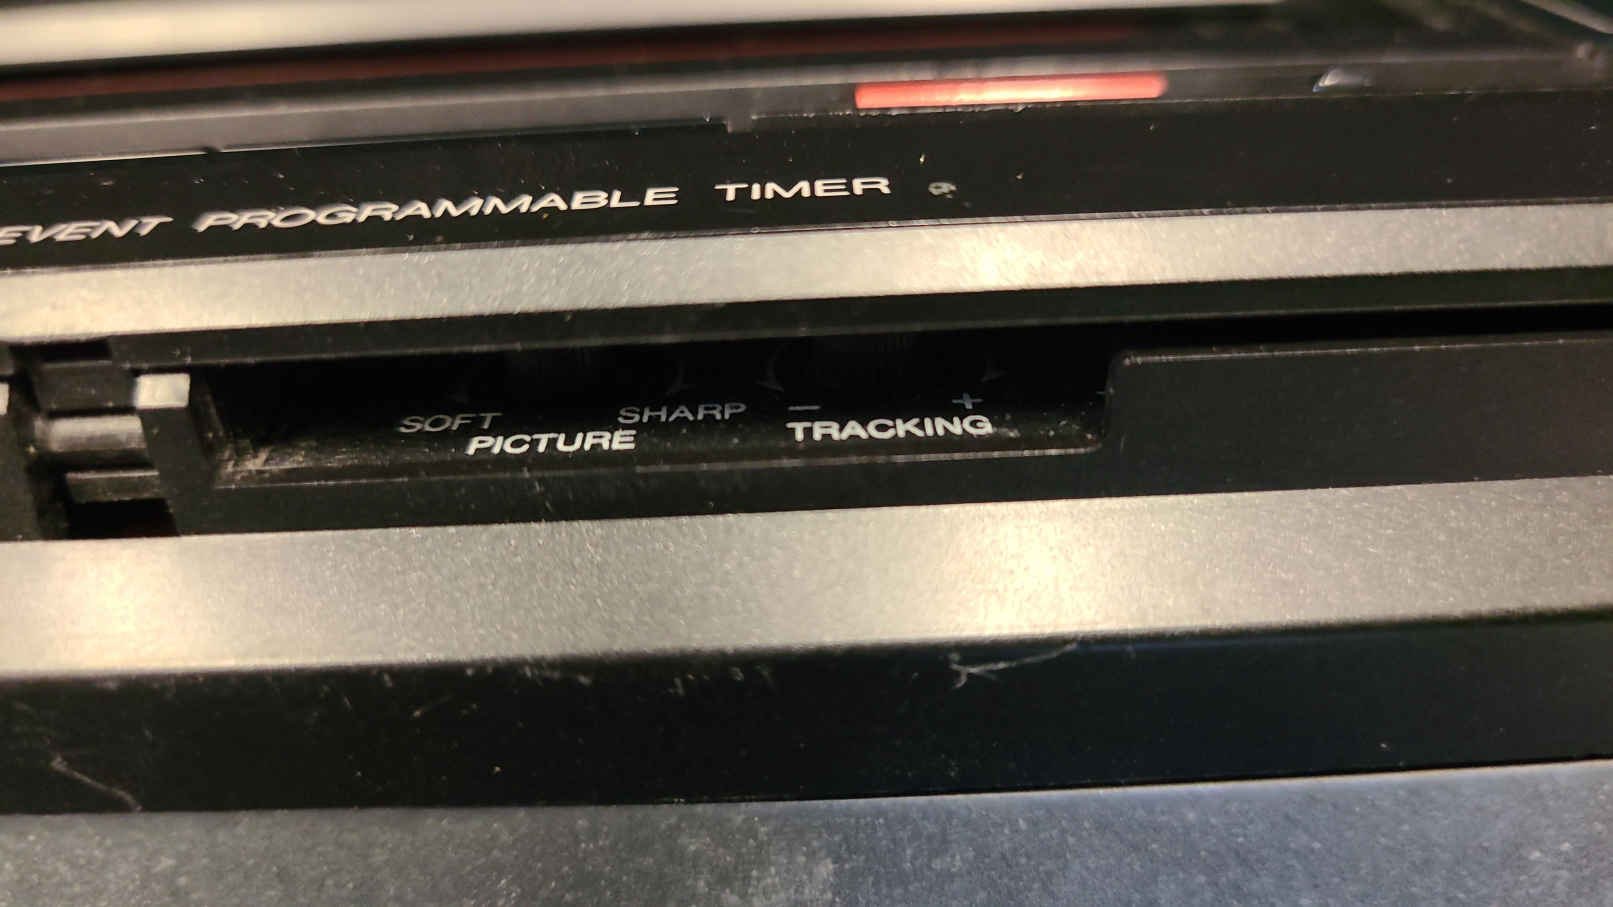 EVENT PROGRAMMABLE TIMER
SOFT SHARP
PICTURE
− +
TRACKING